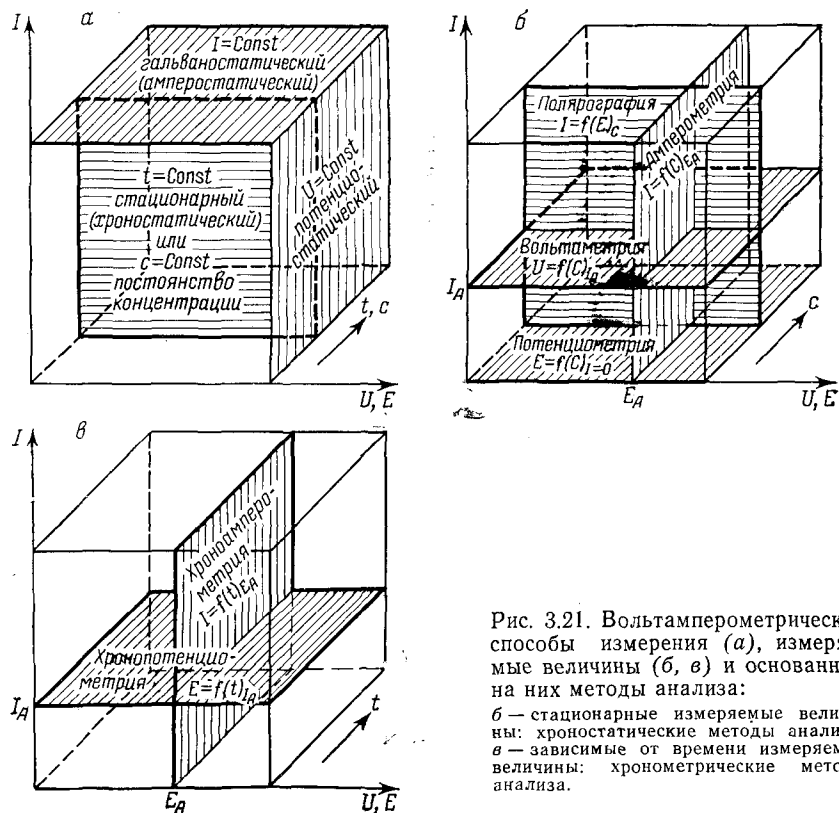 I
а
I=Const
гальваностатический
(амперостатический)
t=Const
стационарный
(хроностатический)
или
c=Const
постоянство
концентрации
U=Const
потенцио-
статический
t, c
U, E
I
б
Полярография
I=f(E)c
Амперометрия
I=f(C)EA
Вольтаметрия
U=f(C)Ia
IA
Потенциометрия
E=f(C)I=0
c
EA
U, E
I
в
Хроноамперо-
метрия
I=f(t)EA
Хронопотенцио-
метрия
E=f(t)IA
IA
t
EA
U, E
Рис. 3.21. Вольтамперометрическ
способы измерения (а), измеря
мые величины (б, в) и основанн
на них методы анализа:
б — стационарные измеряемые вели
ны: хроностатические методы анали
в — зависимые от времени измеряем
величины: хронометрические мето
анализа.